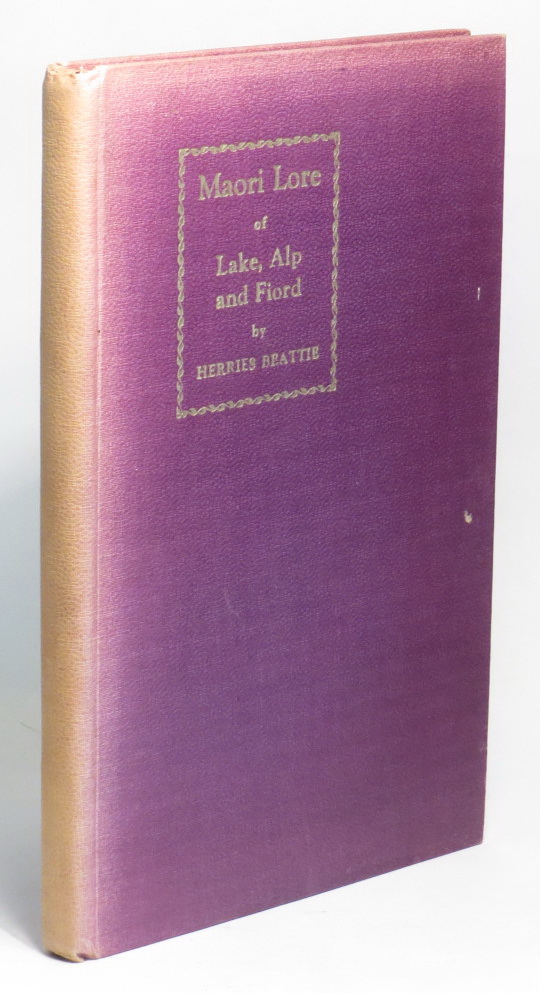 Maori Lore
of
Lake, Alp
and Fiord
by
HERRIES BEATTIE